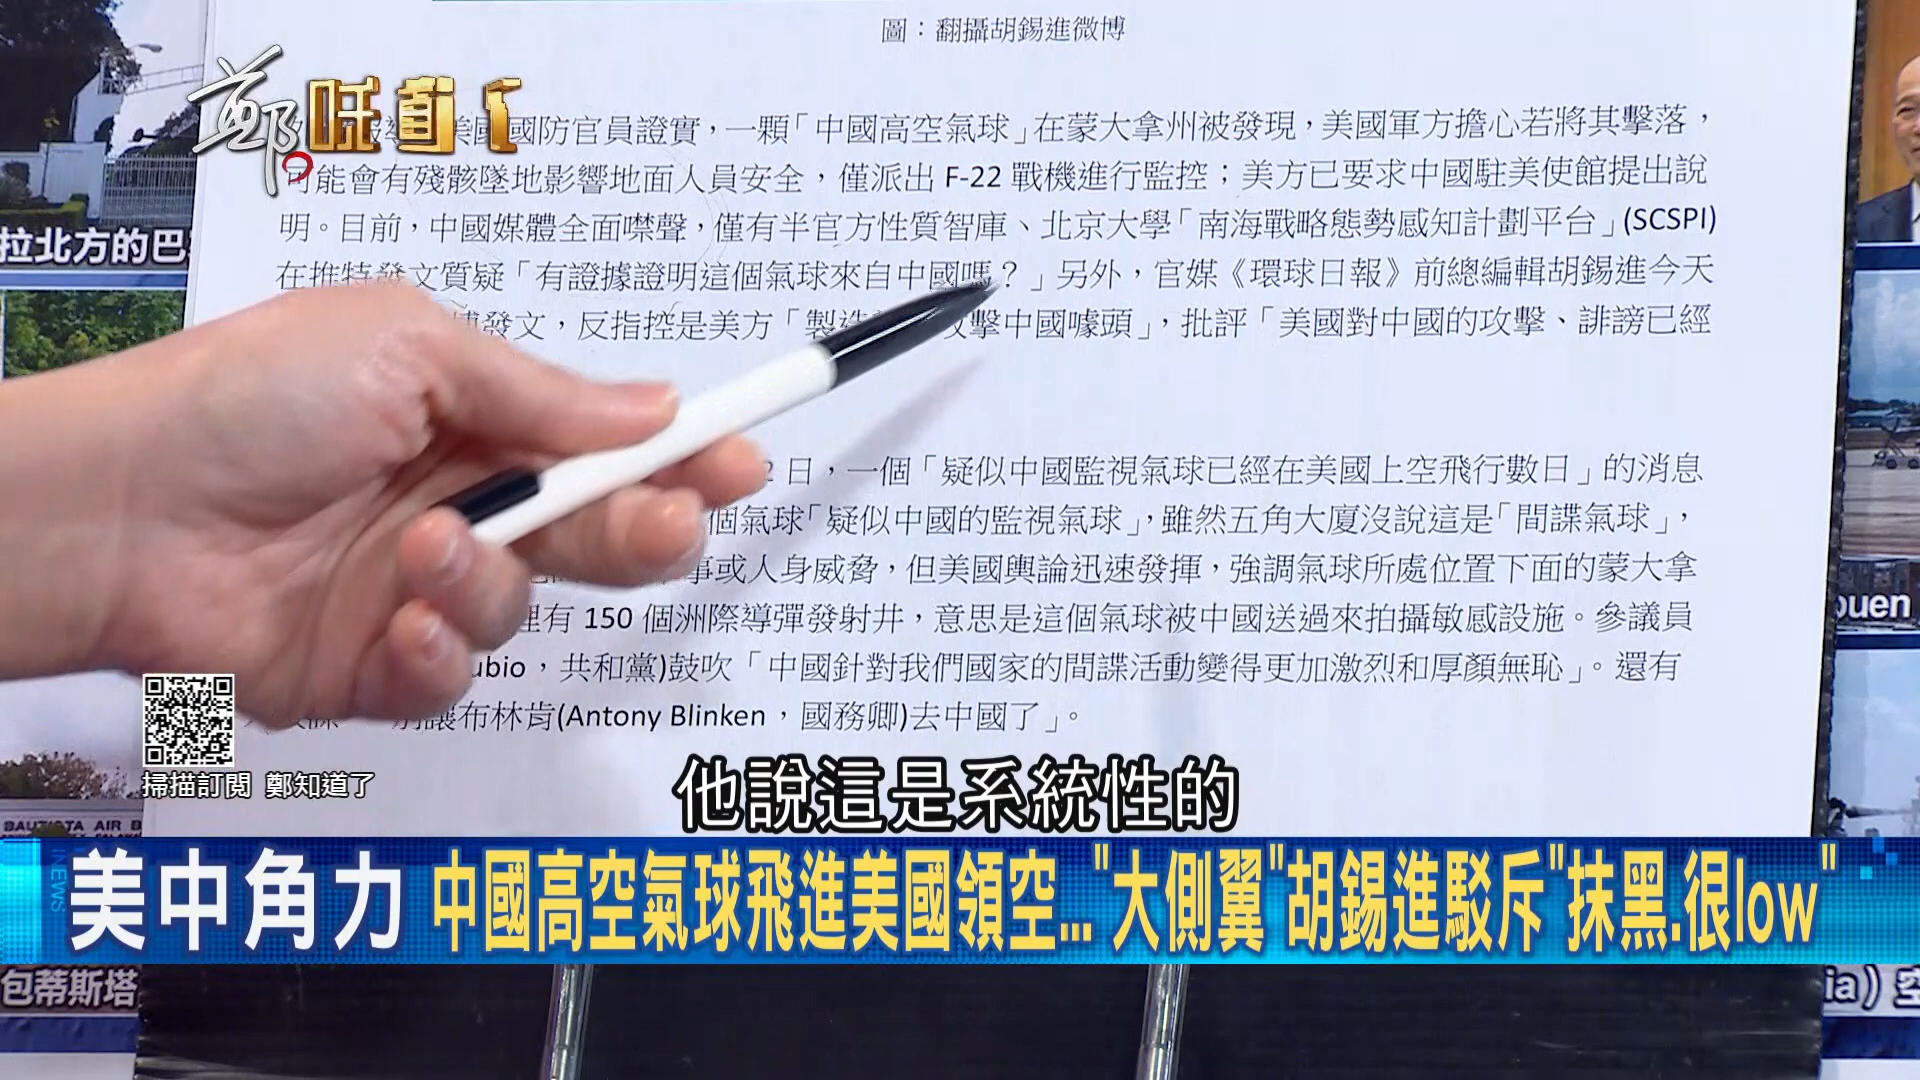 圖：翻攝胡錫進微博
鄭
國防官員證實，一顆「中國高空氣球」在蒙大拿州被發現，美國軍方擔心若將其擊落，
可能會有殘骸墜地影響地面人員安全，僅派出 F-22 戰機進行監控；美方已要求中國駐美使館提出說
明。目前，中國媒體全面噤聲，僅有半官方性質智庫、北京大學「南海戰略態勢感知計劃平台」(SCSPI)
在推特發文質疑「有證據證明這個氣球來自中國嗎？」另外，官媒《環球日報》前總編輯胡錫進今天
博發文，反指控是美方「製造 攻擊中國噱頭」，批評「美國對中國的攻擊、誹謗已經
2 日，一個「疑似中國監視氣球已經在美國上空飛行數日」的消息
個氣球「疑似中國的監視氣球」，雖然五角大廈沒說這是「間諜氣球」，
事或人身威脅，但美國輿論迅速發揮，強調氣球所處位置下面的蒙大拿
裡有 150 個洲際導彈發射井，意思是這個氣球被中國送過來拍攝敏感設施。參議員
ubio，共和黨)鼓吹「中國針對我們國家的間諜活動變得更加激烈和厚顏無恥」。還有
別讓布林肯(Antony Blinken，國務卿)去中國了」。
拉北方的巴
ouen
掃描訂閱 鄭知道了
BAUTISTA AIR B
他說這是系統性的
NEWS
美中角力 中國高空氣球飛進美國領空..."大側翼"胡錫進駁斥"抹黑.很low"
包蒂斯塔
ia）空